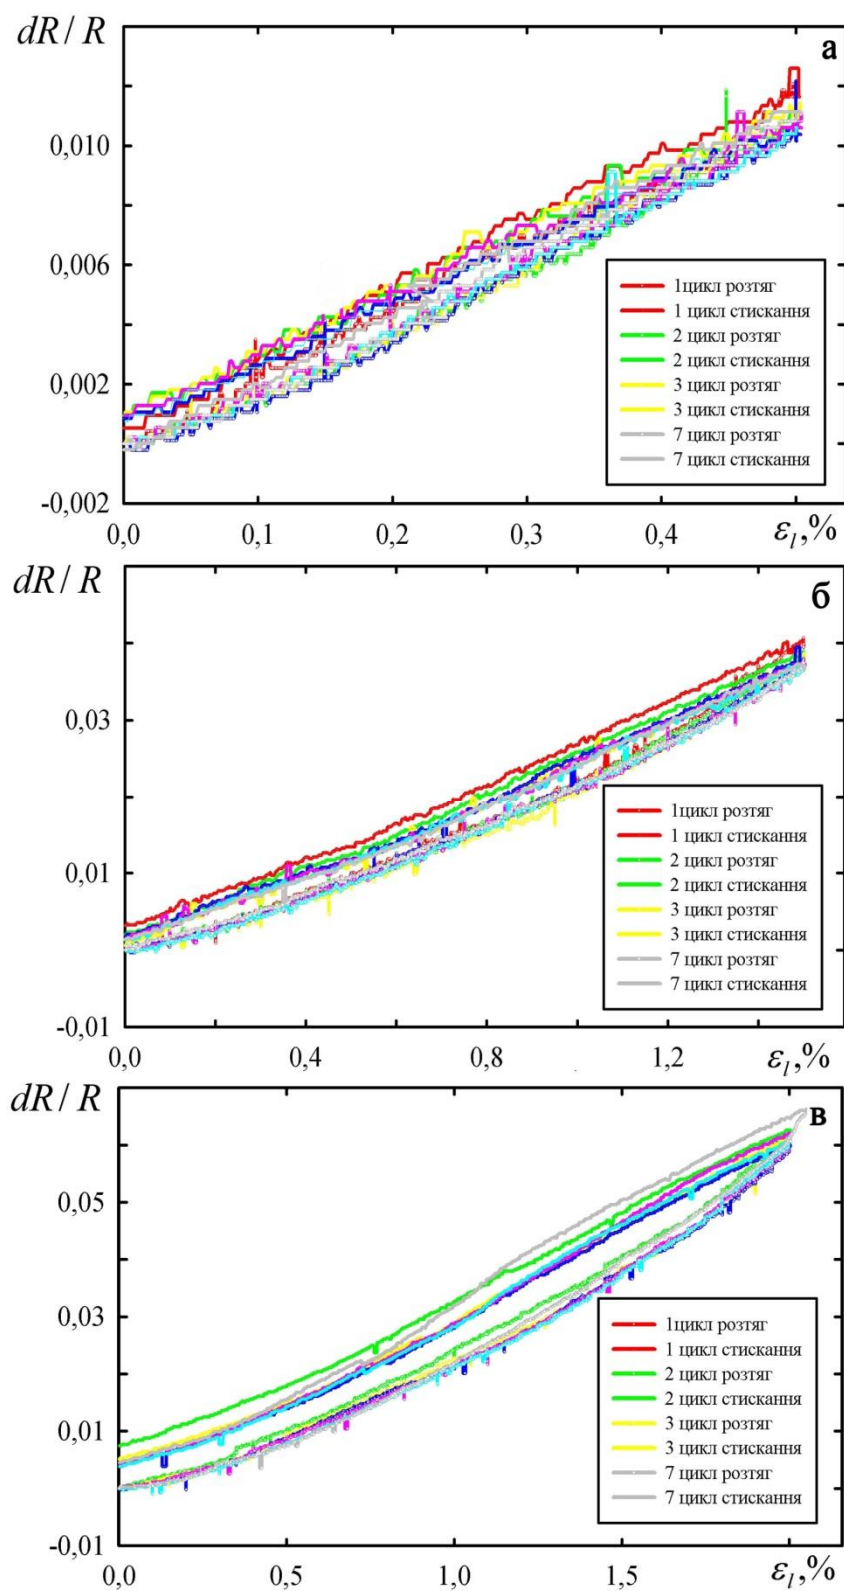 dR / R
а
0,010
0,006
0,002
-0,002
1цикл розтяг
1 цикл стискання
2 цикл розтяг
2 цикл стискання
3 цикл розтяг
3 цикл стискання
7 цикл розтяг
7 цикл стискання
0,0 0,1 0,2 0,3 0,4 εl,%
dR / R
б
0,03
0,01
-0,01
1цикл розтяг
1 цикл стискання
2 цикл розтяг
2 цикл стискання
3 цикл розтяг
3 цикл стискання
7 цикл розтяг
7 цикл стискання
0,0 0,4 0,8 1,2 εl,%
dR / R
в
0,05
0,03
0,01
-0,01
1цикл розтяг
1 цикл стискання
2 цикл розтяг
2 цикл стискання
3 цикл розтяг
3 цикл стискання
7 цикл розтяг
7 цикл стискання
0,0 0,5 1,0 1,5 εl,%